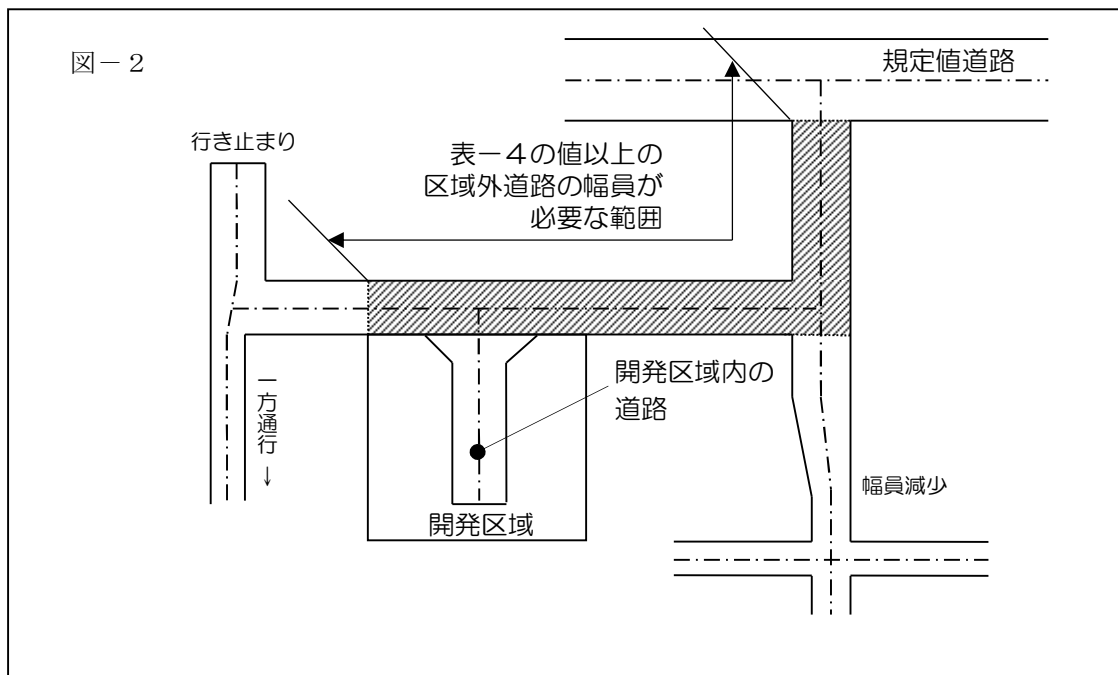 図－２
規定値道路
行き止まり
表－４の値以上の
区域外道路の幅員が
必要な範囲
開発区域内の
道路
一方通行→
幅員減少
開発区域